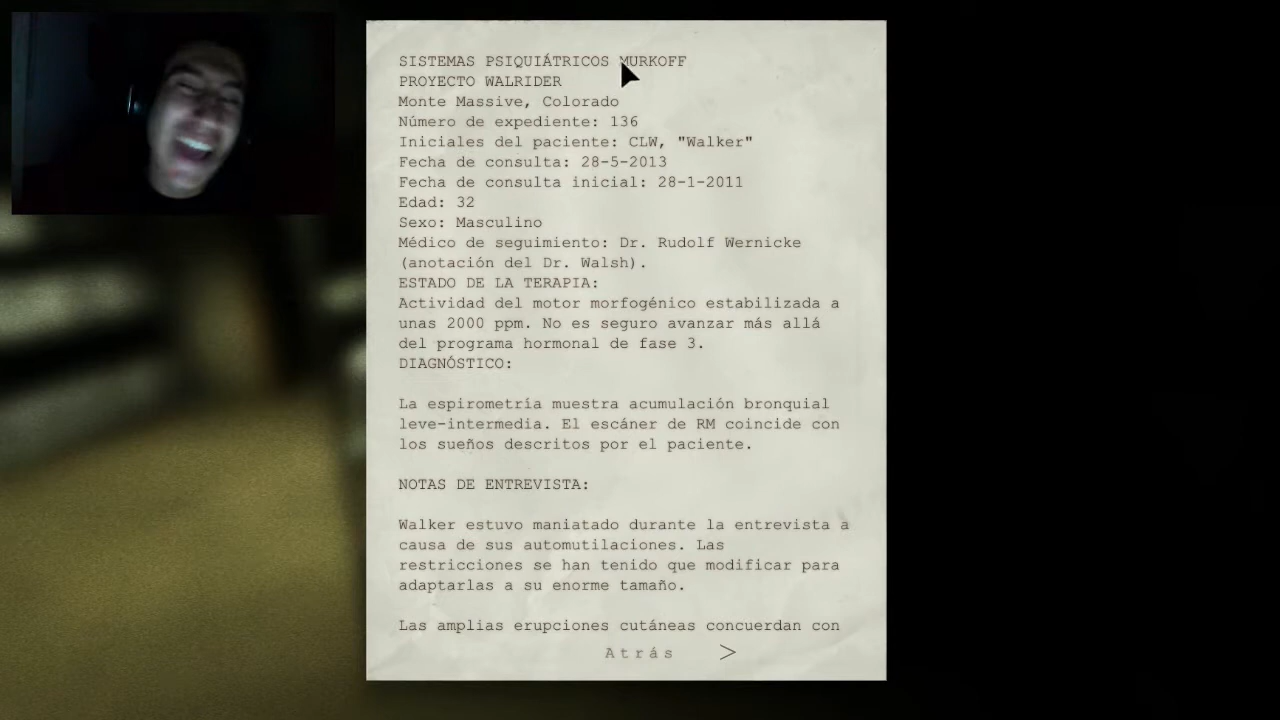 SISTEMAS PSIQUIÁTRICOS MURKOFF
PROYECTO WALRIDER
Monte Massive, Colorado
Número de expediente: 136
Iniciales del paciente: CLW, "Walker"
Fecha de consulta: 28-5-2013
Fecha de consulta inicial: 28-1-2011
Edad: 32
Sexo: Masculino
Médico de seguimiento: Dr. Rudolf Wernicke
(anotación del Dr. Walsh).
ESTADO DE LA TERAPIA:
Actividad del motor morfogénico estabilizada a
unas 2000 ppm. No es seguro avanzar más allá
del programa hormonal de fase 3.
DIAGNÓSTICO:
La espirometría muestra acumulación bronquial
leve-intermedia. El escáner de RM coincide con
los sueños descritos por el paciente.
NOTAS DE ENTREVISTA:
Walker estuvo maniatado durante la entrevista a
causa de sus automutilaciones. Las
restricciones se han tenido que modificar para
adaptarlas a su enorme tamaño.
Las amplias erupciones cutáneas concuerdan con
Atrás >